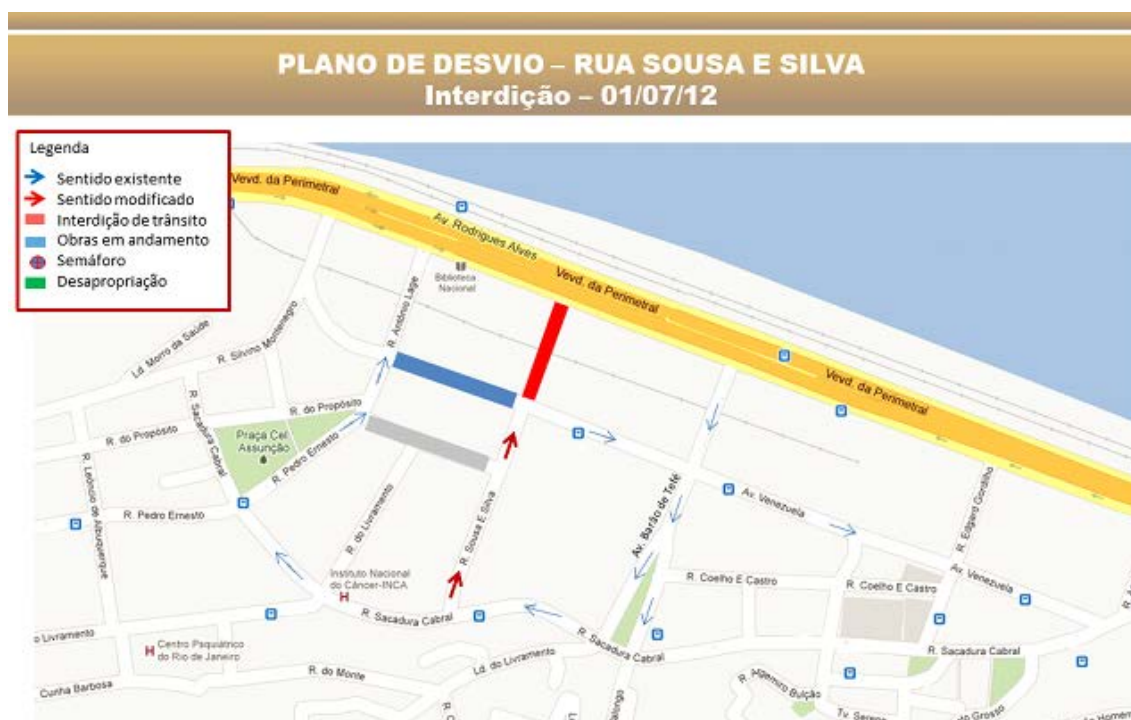 PLANO DE DESVIO – RUA SOUSA E SILVA
Interdição – 01/07/12
Legenda
Sentido existente
Sentido modificado
Interdição de trânsito
Obras em andamento
Semáforo
Desapropriação
Vevd. da Perimetral
Av. Rodrigues Alves
Vevd. da Perimetral
Vevd. da Perimetral
Biblioteca
Nacional
R. Antônio Lage
Ld. Morro da Saúde
R. Silvino Montenegro
R. Sacadura Cabral
R. do Propósito
R. do Propósito
Praça Cel
Assunção
R. Pedro Ernesto
R. Leôncio de Albuquerque
R. Pedro Ernesto
R. do Livramento
R. Sousa E Silva
Av. Barão de Tefé
Av. Venezuela
R. Edgard Gordilho
Av. Venezuela
Instituto Nacional
do Câncer-INCA
H
R. Coelho E Castro
R. Coelho E Castro
R. Sacadura Cabral
do Livramento
H
Centro Psiquiátrico
do Rio de Janeiro
R. Sacadura Cabral
R. Sacadura Cabral
Ld. do Livramento
R. do Monte
Cunha Barbosa
R. Argemiro Bulcão
Tv. Sereno